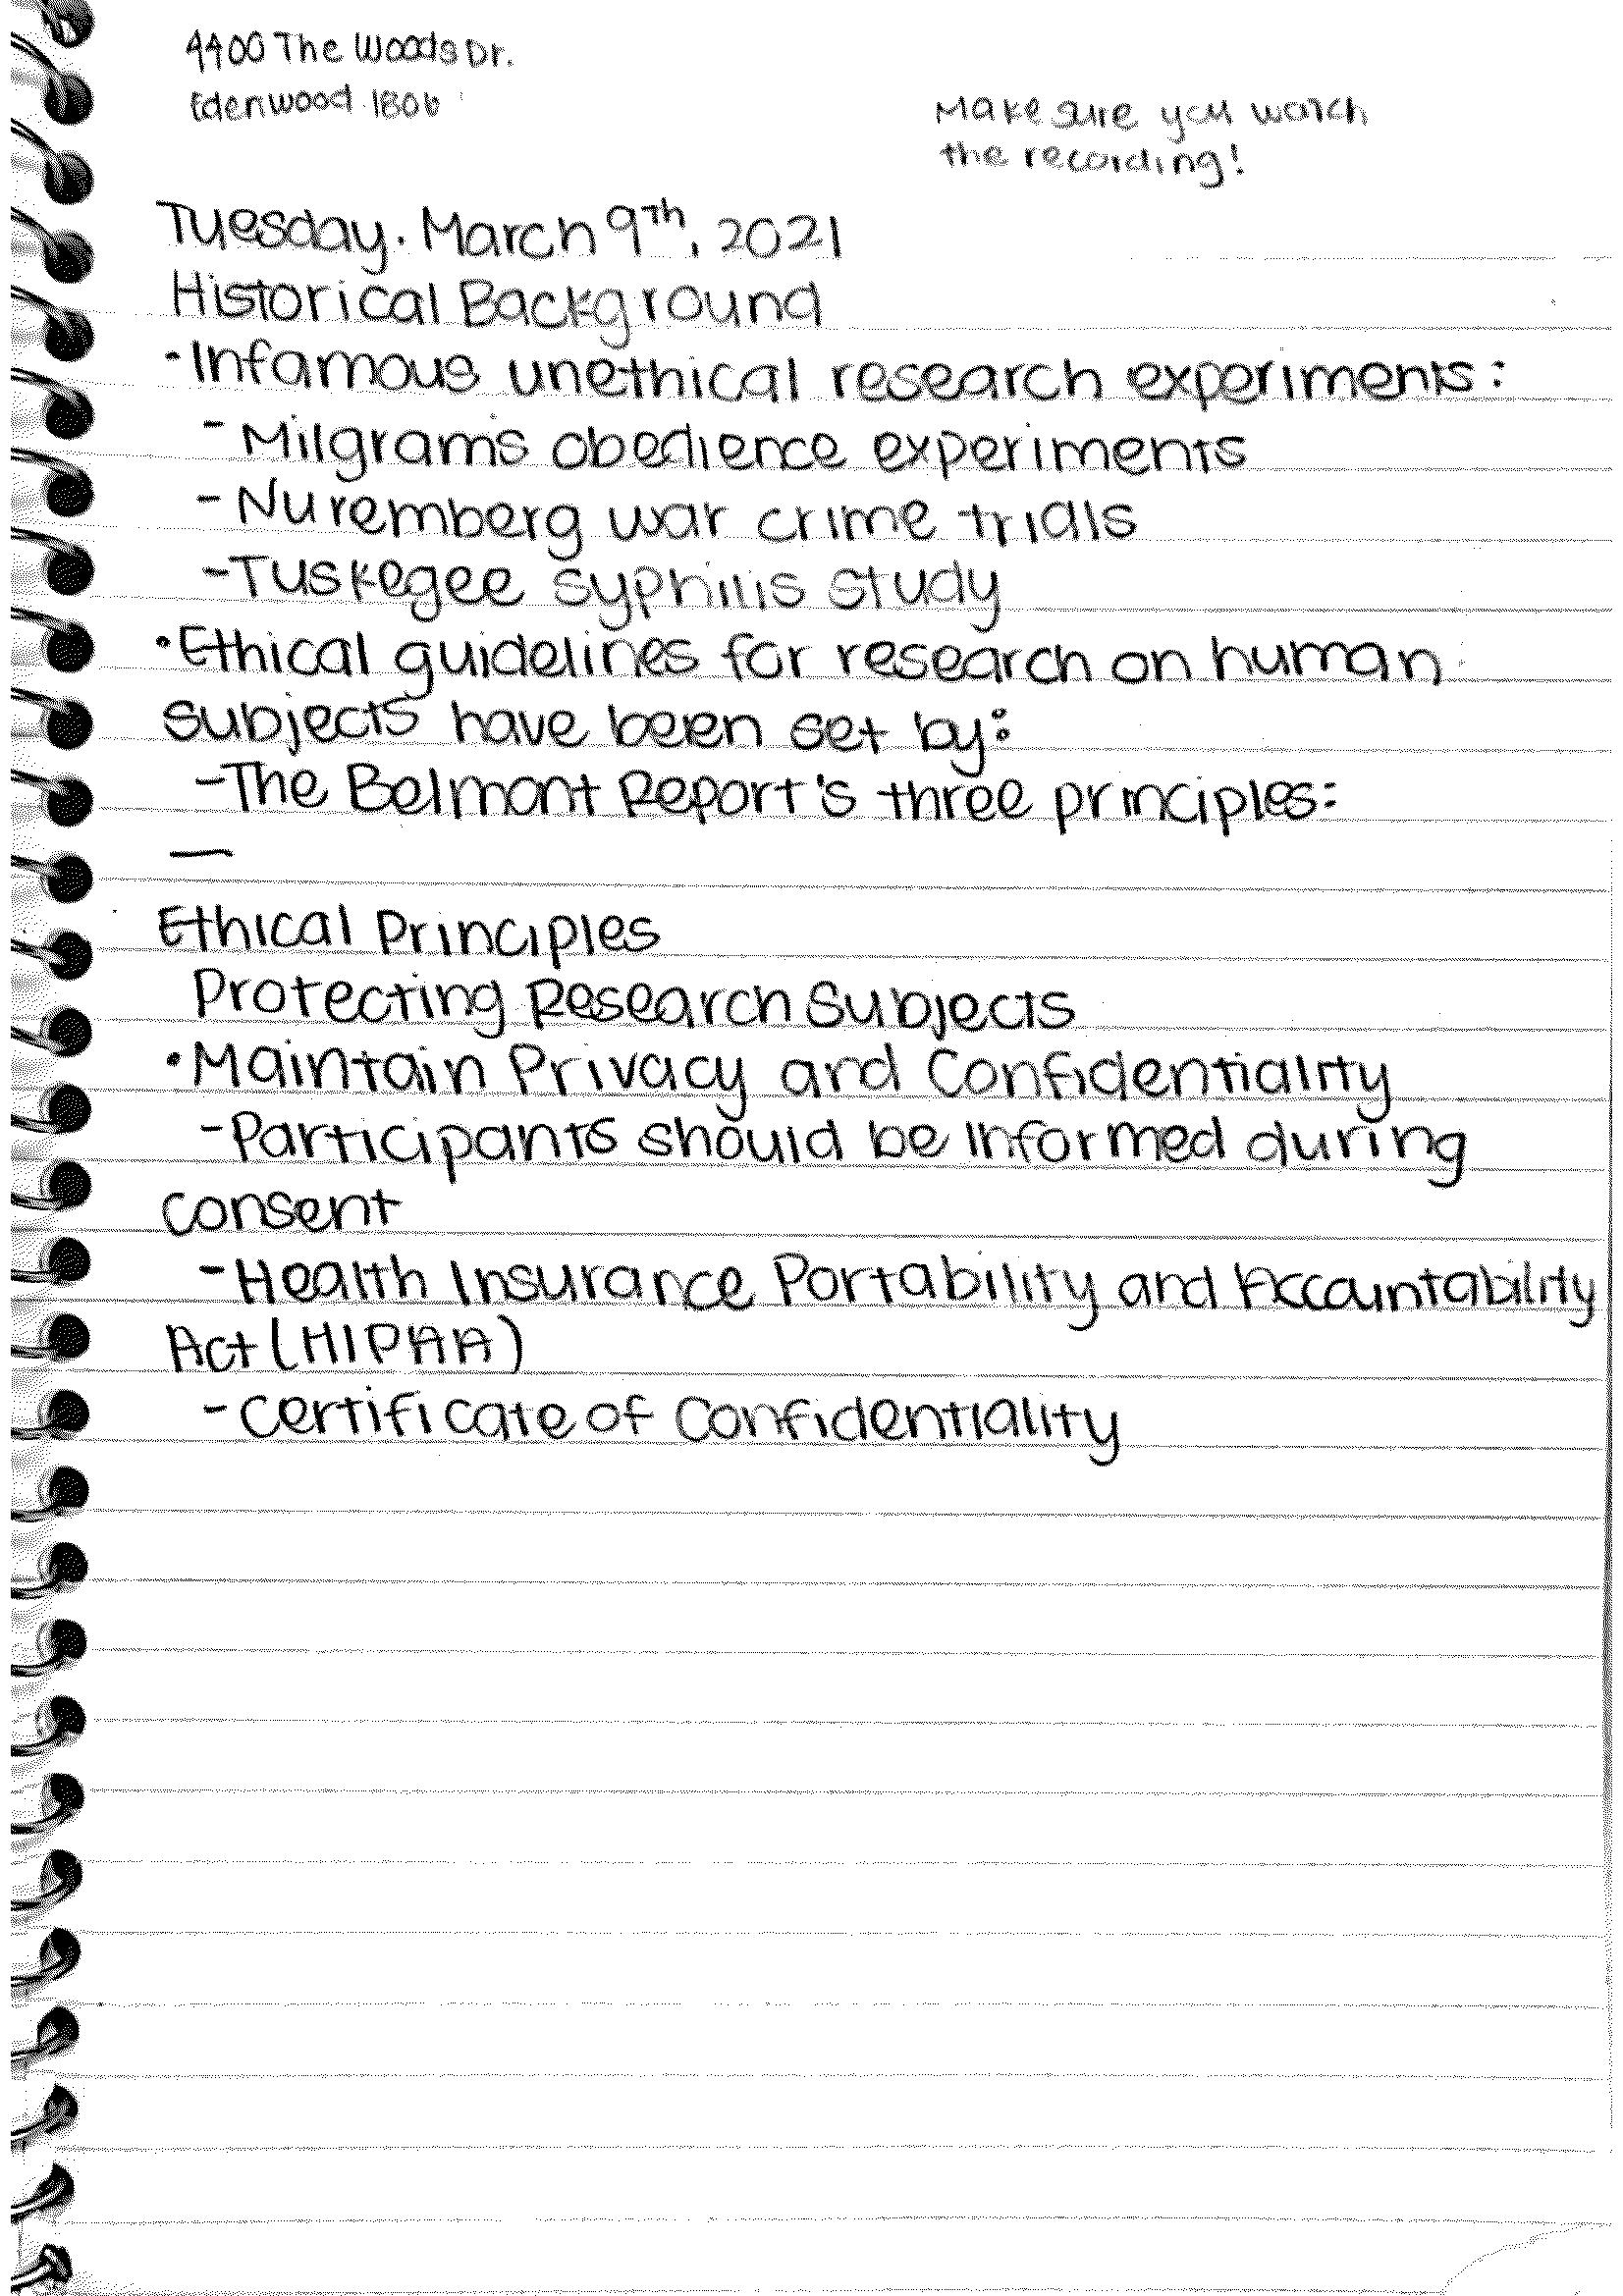 4400 The Woods Dr.
Edenwood 1806
Make sure you watch
the recording!
Tuesday. March 9th, 2021
Historical Background
•Infamous unethical research experiments:
- Milgram's obedience experiments
- Nuremberg war crime trials
-Tuskegee syphilis study
•Ethical guidelines for research on human
subjects have been set by:
-The Belmont Report's three principles:
—
Ethical Principles
Protecting Research Subjects
•Maintain Privacy and Confidentiality
-Participants should be informed during
consent
-Health Insurance Portability and Accountability
Act (HIPAA)
-Certificate of Confidentiality